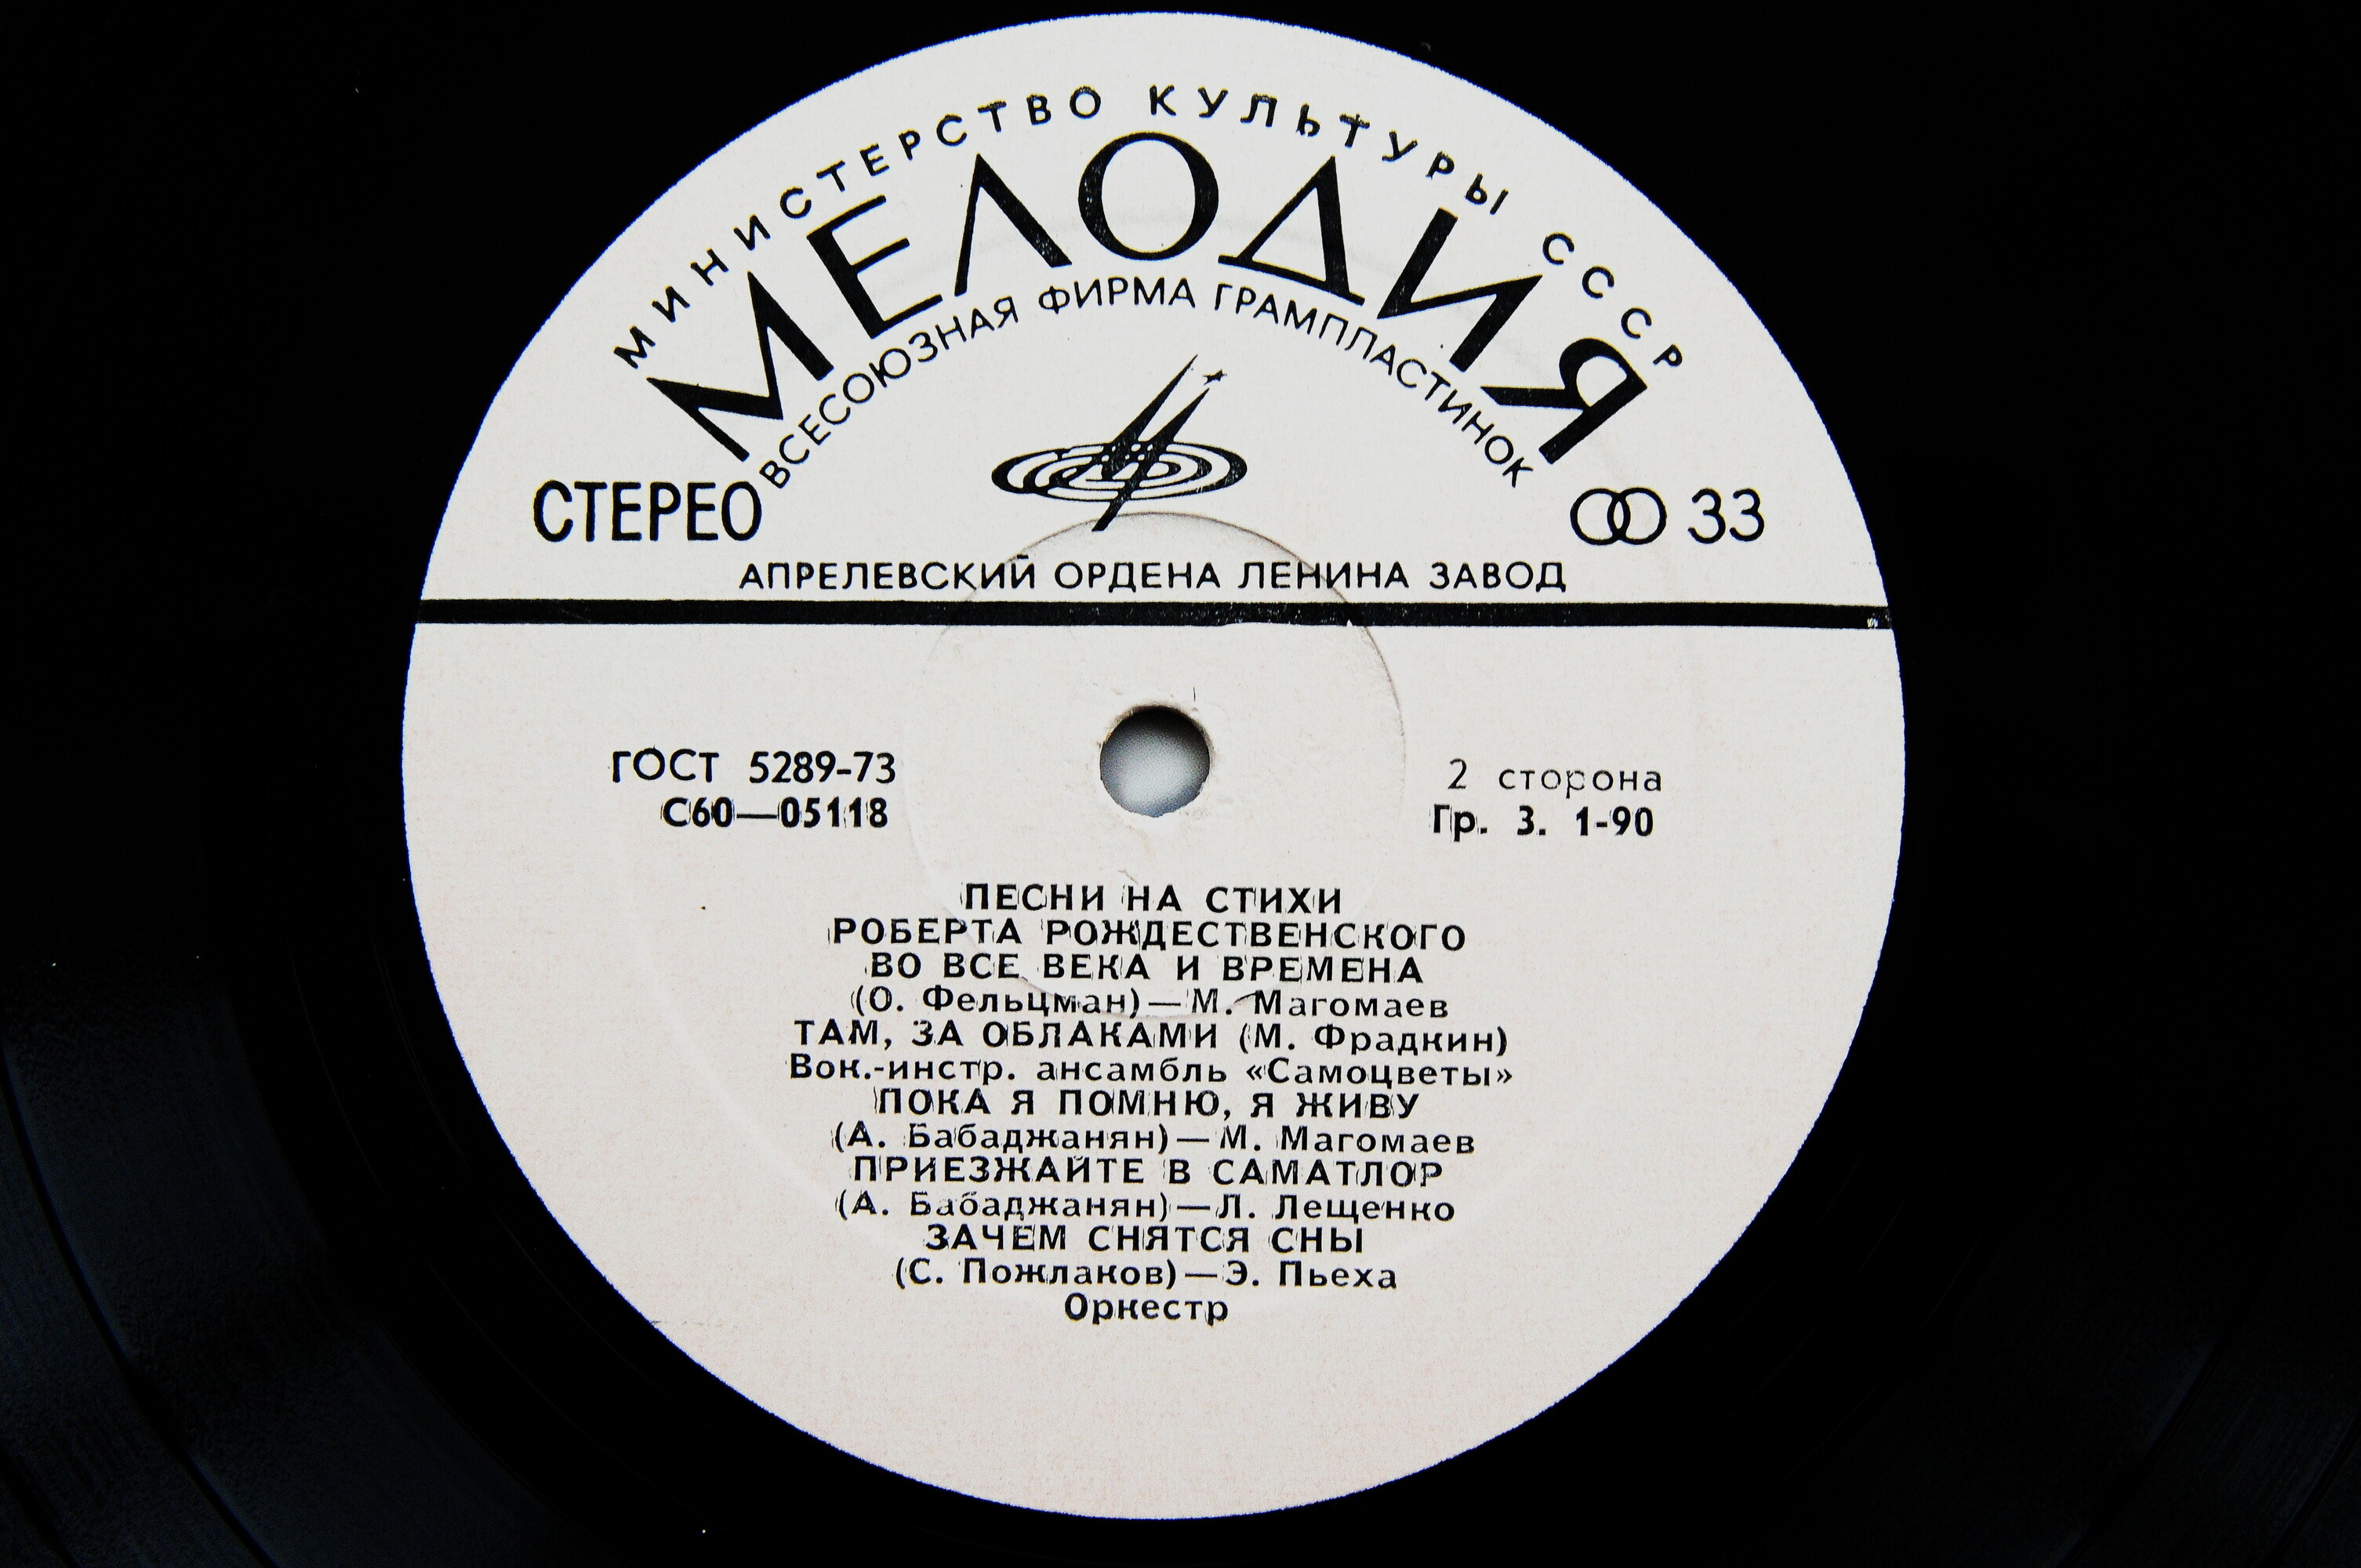 МИНИСТЕРСТВО КУЛЬТУРЫ СССР
МЕЛОДИЯ
ВСЕСОЮЗНАЯ ФИРМА ГРАМПЛАСТИНОК
СТЕРЕО
33
АПРЕЛЕВСКИЙ ОРДЕНА ЛЕНИНА ЗАВОД
ГОСТ 5289-73
С60—05118
2 сторона
Гр. 3. 1-90
ПЕСНИ НА СТИХИ
РОБЕРТА РОЖДЕСТВЕНСКОГО
ВО ВСЕ ВЕКА И ВРЕМЕНА
(О. Фельцман)—М. Магомаев
ТАМ, ЗА ОБЛАКАМИ (М. Фрадкин)
Вок.-инстр. ансамбль «Самоцветы»
ПОКА Я ПОМНЮ, Я ЖИВУ
(А. Бабаджанян)—М. Магомаев
ПРИЕЗЖАЙТЕ В САМАТЛОР
(А. Бабаджанян)—Л. Лещенко
ЗАЧЕМ СНЯТСЯ СНЫ
(С. Пожлаков)—Э. Пьеха
Оркестр